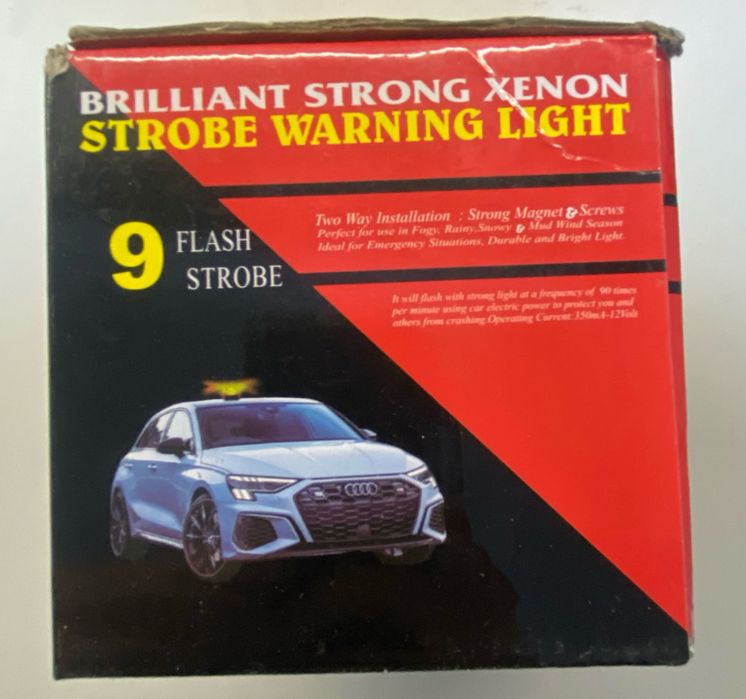 BRILLIANT STRONG XENON
STROBE WARNING LIGHT
9 FLASH
STROBE
Two Way Installation : Strong Magnet & Screws
Perfect for use in Fogy, Rainy,Snowy & Mud Wind Season
Ideal for Emergency Situations, Durable and Bright Light.
It will flash with strong light at a frequency of 90 times
per minute using car electric power to protect you and
others from crashing.Operating Current:350mA-12Volts